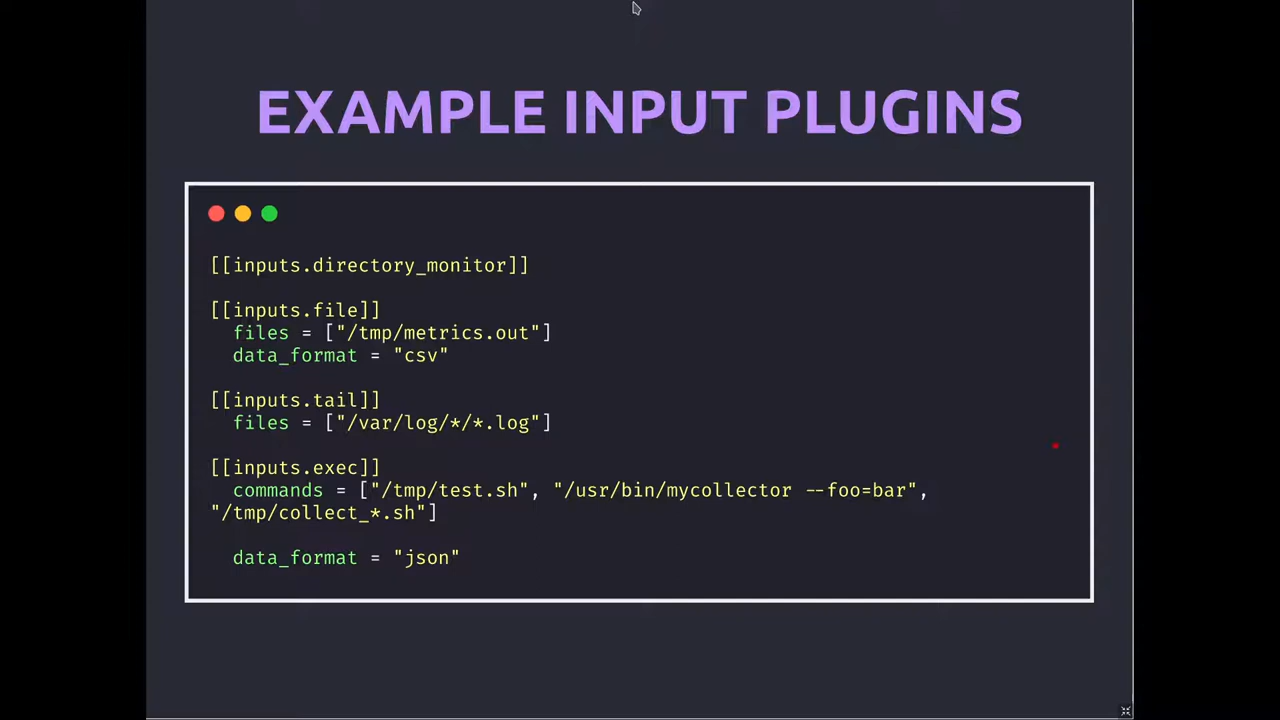 EXAMPLE INPUT PLUGINS
[[inputs.directory_monitor]]
[[inputs.file]]
  files = ["/tmp/metrics.out"]
  data_format = "csv"
[[inputs.tail]]
  files = ["/var/log/*/*.log"]
[[inputs.exec]]
  commands = ["/tmp/test.sh", "/usr/bin/mycollector --foo=bar",
"/tmp/collect_*.sh"]
  data_format = "json"